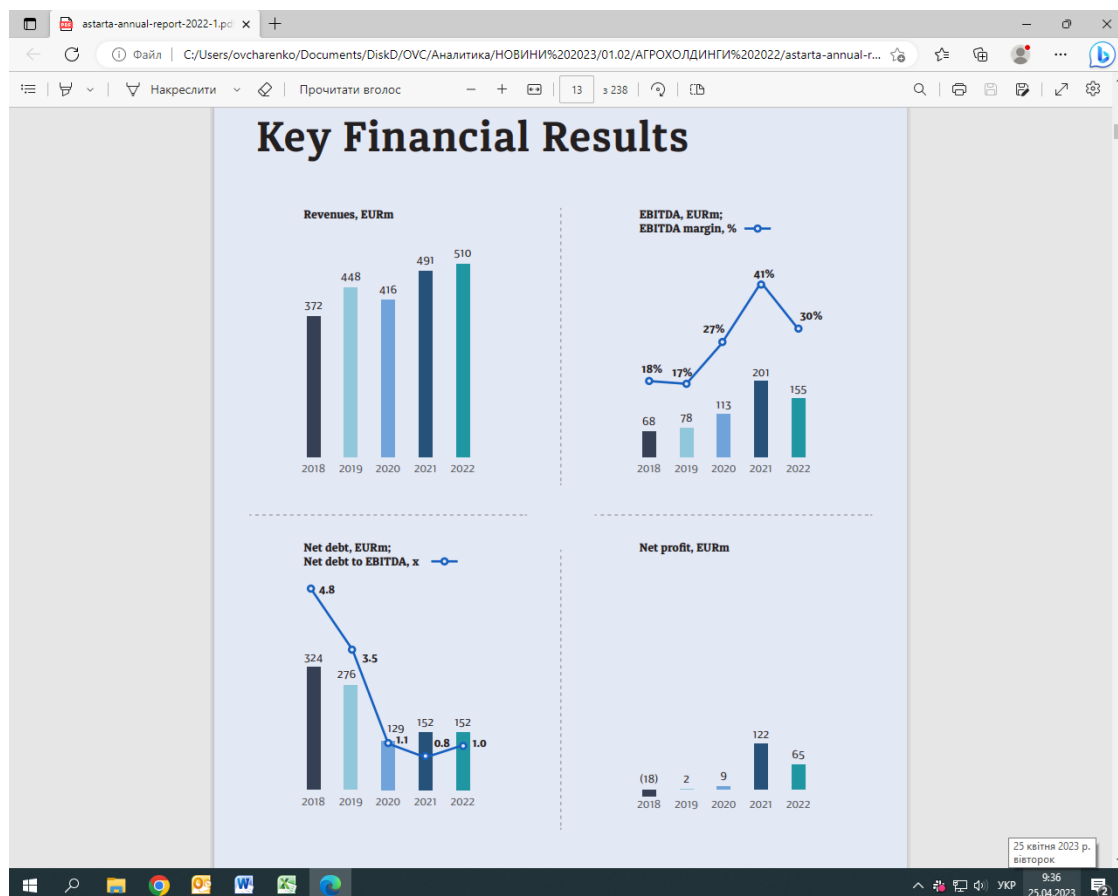 astarta-annual-report-2022-1.pd
Файл
C:/Users/ovcharenko/Documents/DiskD/OVC/Аналитика/НОВИНИ%202023/01.02/АГРОХОЛДИНГИ%202022/astarta-annual-r...
Накреслити
Прочитати вголос
13
з 238
Key Financial Results
Revenues, EURm
372
448
416
491
510
2018 2019 2020 2021 2022
EBITDA, EURm;
EBITDA margin, %
18%
17%
27%
41%
30%
68
78
113
201
155
2018 2019 2020 2021 2022
Net debt, EURm;
Net debt to EBITDA, x
4.8
3.5
1.1
0.8
1.0
324
276
129
152
152
2018 2019 2020 2021 2022
Net profit, EURm
(18)
2
9
122
65
2018 2019 2020 2021 2022
25 квітня 2023 р.
вівторок
УКР
9:36
25.04.2023
2